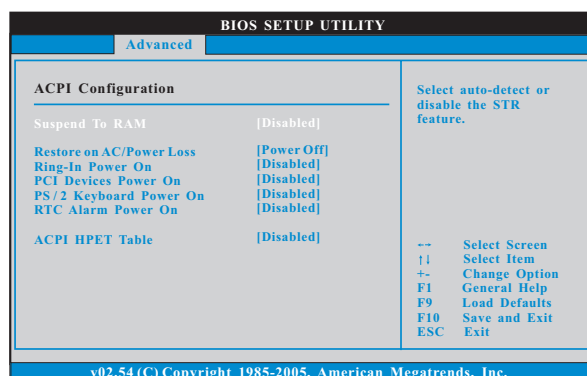 BIOS SETUP UTILITY
Advanced
ACPI Configuration
Suspend To RAM [Disabled]
Restore on AC/Power Loss [Power Off]
Ring-In Power On [Disabled]
PCI Devices Power On [Disabled]
PS/2 Keyboard Power On [Disabled]
RTC Alarm Power On [Disabled]
ACPI HPET Table [Disabled]
Select auto-detect or
disable the STR
feature.
←→ Select Screen
↑↓ Select Item
+- Change Option
F1 General Help
F9 Load Defaults
F10 Save and Exit
ESC Exit
v02.54 (C) Copyright 1985-2005, American Megatrends, Inc.